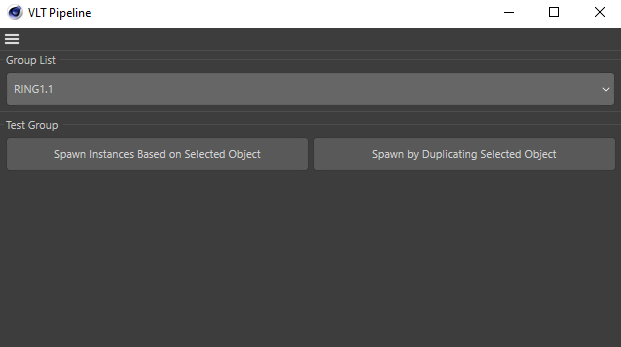 VLT Pipeline
Group List
RING1.1
Test Group
Spawn Instances Based on Selected Object
Spawn by Duplicating Selected Object